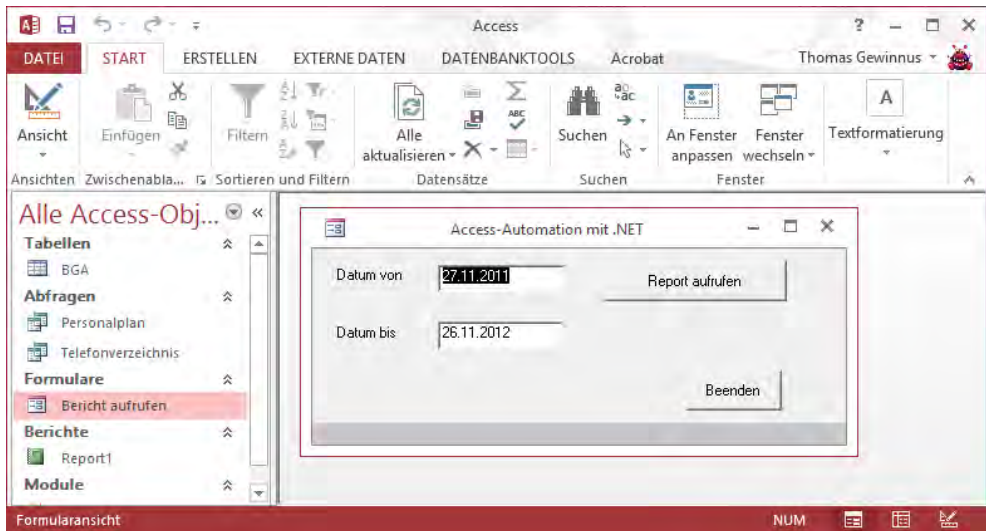 Access
?
DATEI START ERSTELLEN EXTERNE DATEN DATENBANKTOOLS Acrobat Thomas Gewinnus
Ansicht
Einfügen
Filtern
Alle aktualisieren
Suchen
An Fenster anpassen
Fenster wechseln
A
Textformatierung
Ansichten Zwischenabla... Sortieren und Filtern Datensätze Suchen Fenster
Alle Access-Obj... «
Tabellen
BGA
Abfragen
Personalplan
Telefonverzeichnis
Formulare
Bericht aufrufen
Berichte
Report1
Module
Access-Automation mit .NET
Datum von 27.11.2011 Report aufrufen
Datum bis 26.11.2012
Beenden
Formularansicht NUM